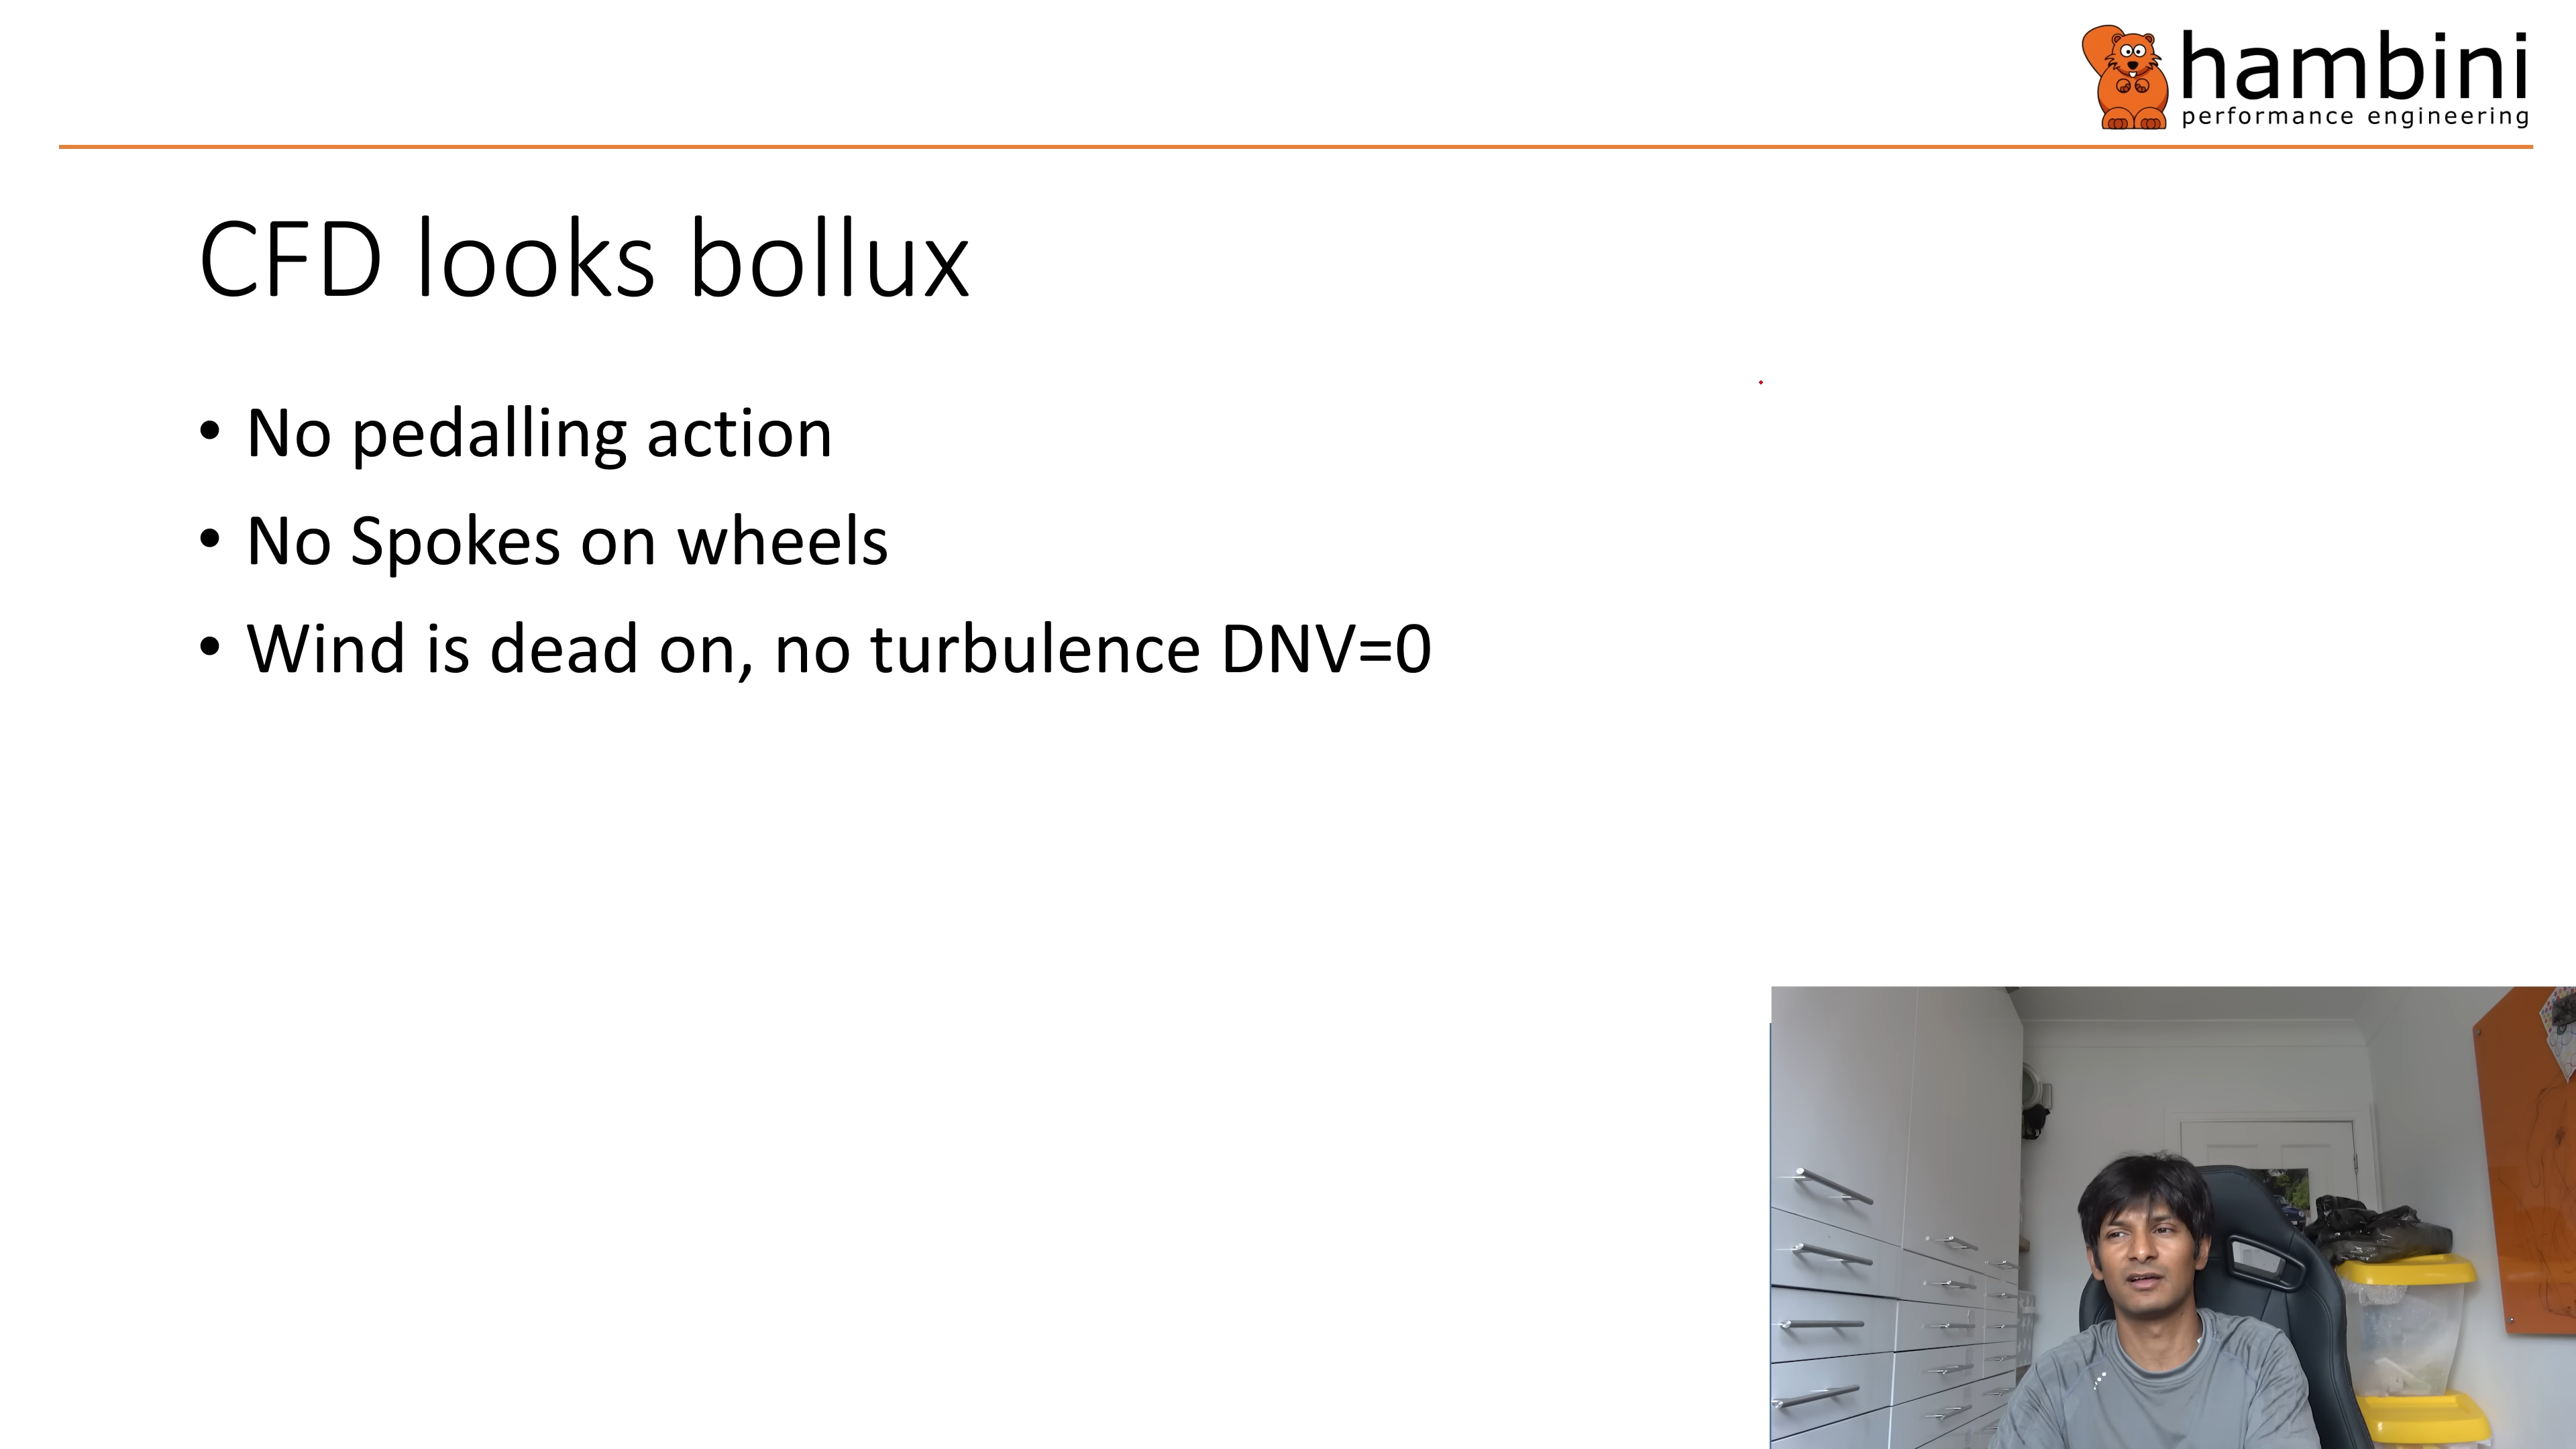 hambini
performance engineering
CFD looks bollux
• No pedalling action
• No Spokes on wheels
• Wind is dead on, no turbulence DNV=0